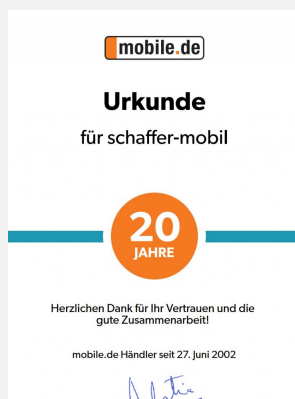 mobile.de
Urkunde
für schaffer-mobil
20
JAHRE
Herzlichen Dank für Ihr Vertrauen und die
gute Zusammenarbeit!
mobile.de Händler seit 27. Juni 2002